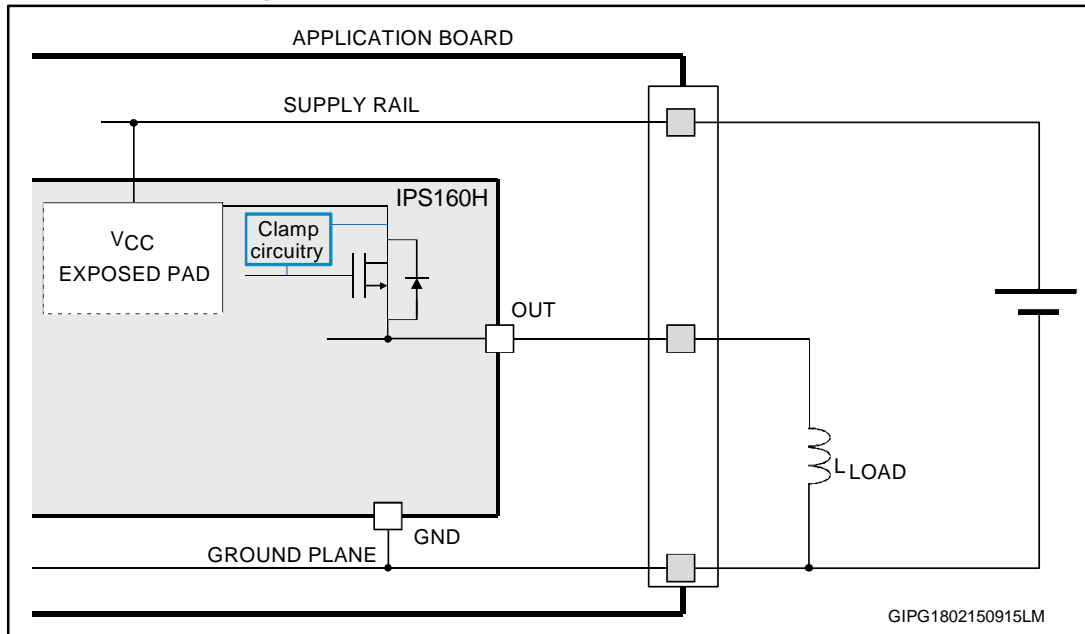 APPLICATION BOARD
SUPPLY RAIL
IPS160H
Clamp
circuitry
VCC
EXPOSED PAD
OUT
LLOAD
GND
GROUND PLANE
GIPG1802150915LM